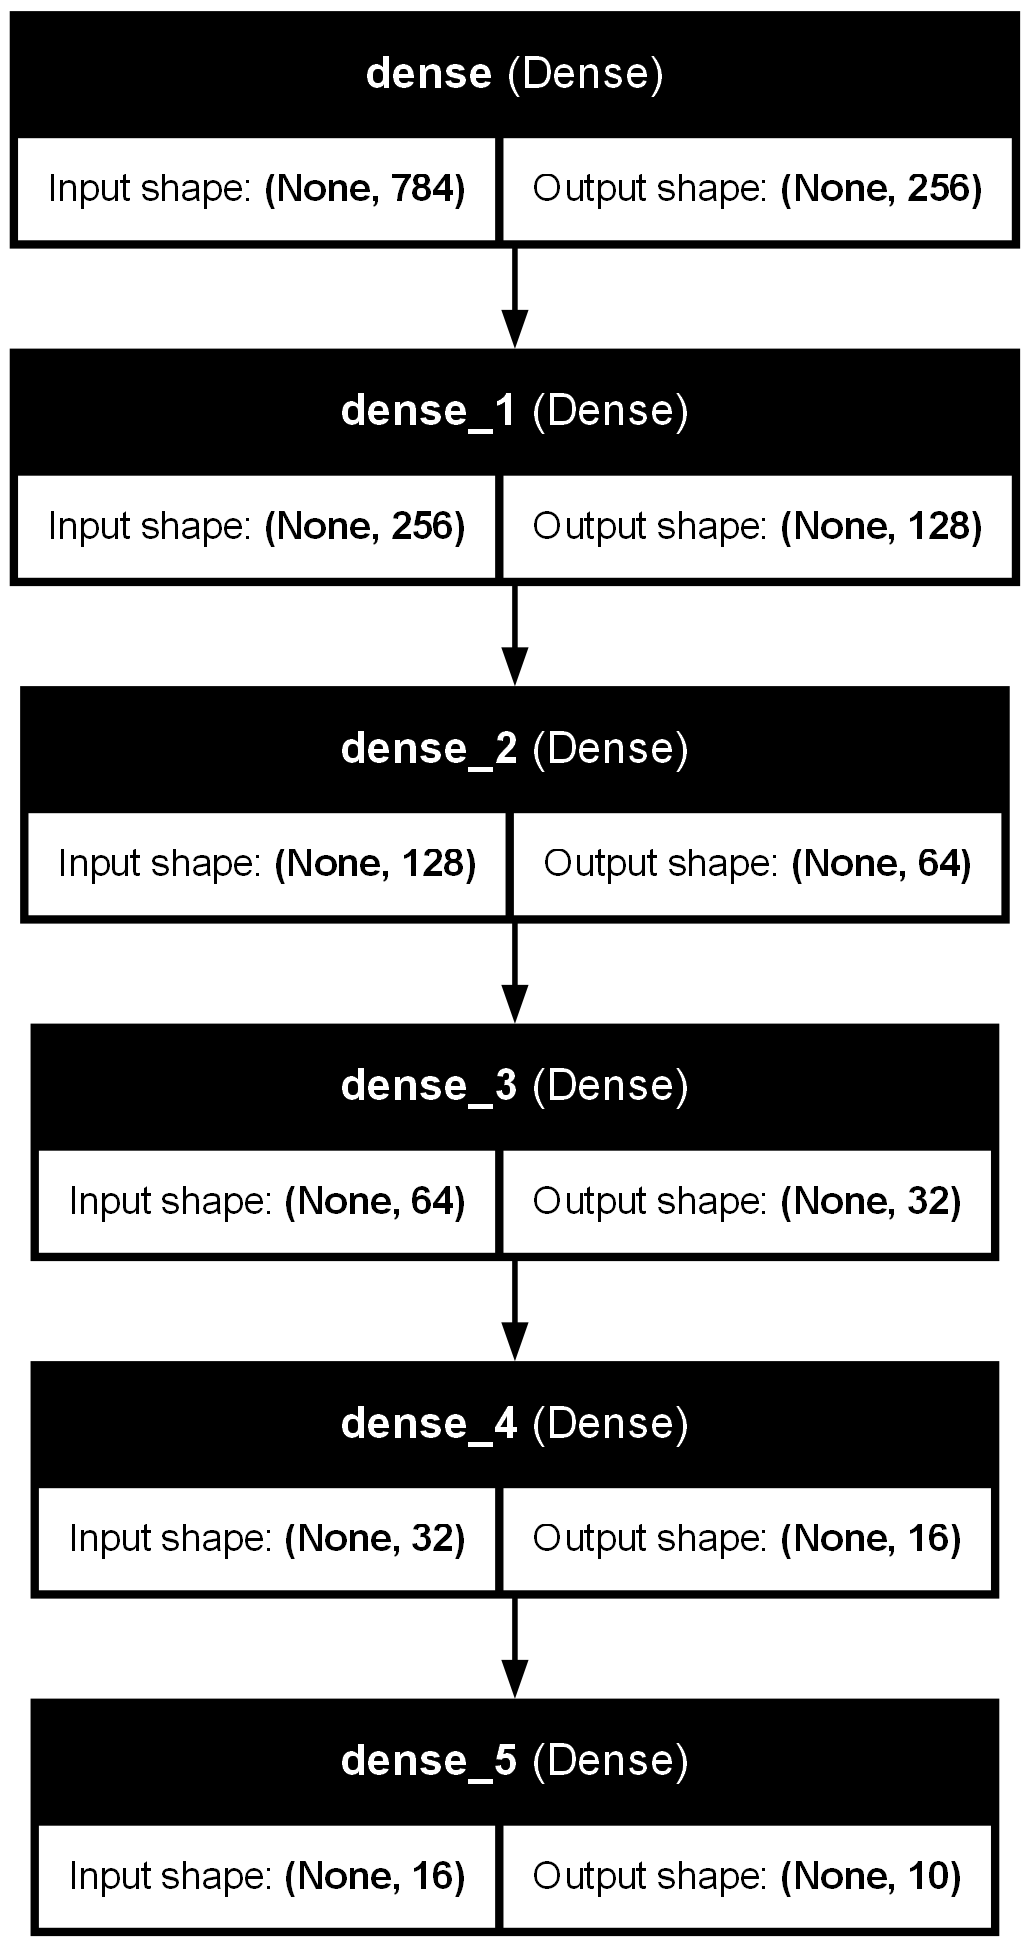 dense (Dense)
Input shape: (None, 784) Output shape: (None, 256)
dense_1 (Dense)
Input shape: (None, 256) Output shape: (None, 128)
dense_2 (Dense)
Input shape: (None, 128) Output shape: (None, 64)
dense_3 (Dense)
Input shape: (None, 64) Output shape: (None, 32)
dense_4 (Dense)
Input shape: (None, 32) Output shape: (None, 16)
dense_5 (Dense)
Input shape: (None, 16) Output shape: (None, 10)